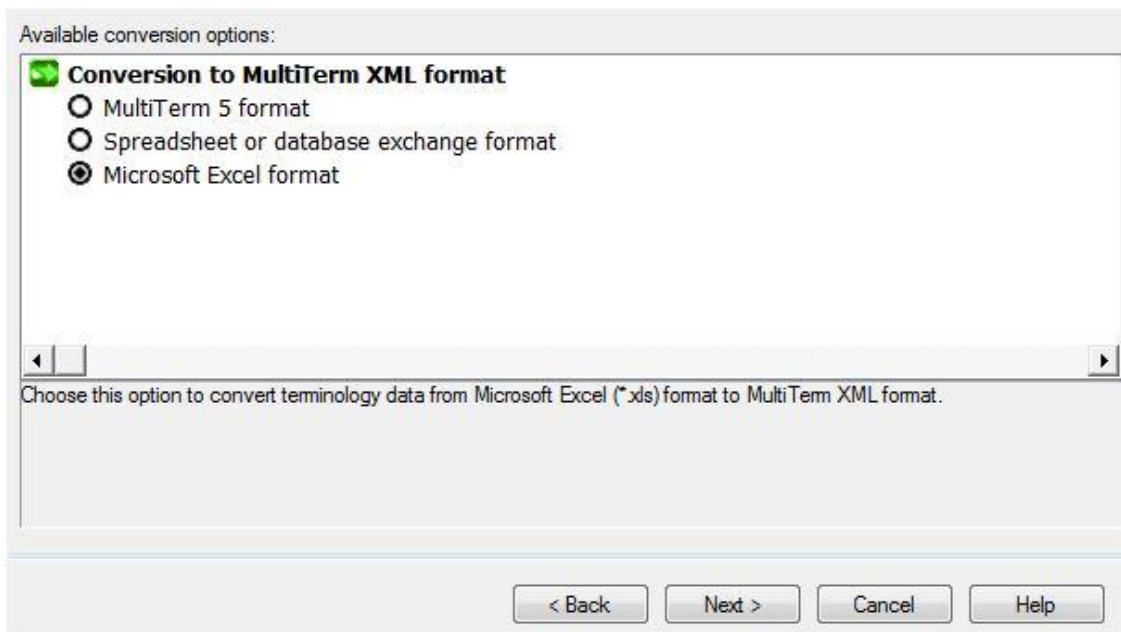 Available conversion options:
Conversion to MultiTerm XML format
MultiTerm 5 format
Spreadsheet or database exchange format
Microsoft Excel format
Choose this option to convert terminology data from Microsoft Excel (*.xls) format to MultiTerm XML format.
< Back Next > Cancel Help